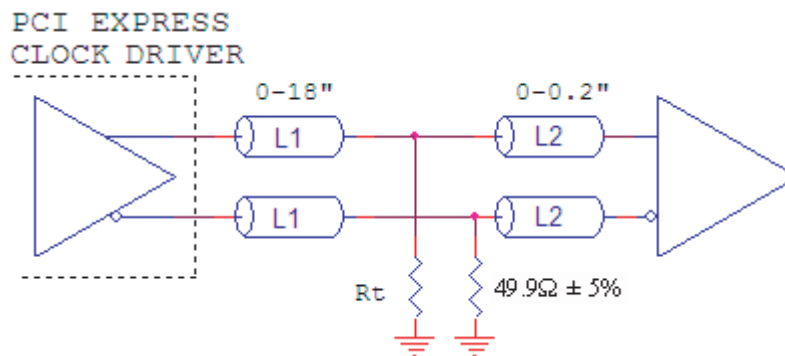 PCI EXPRESS
CLOCK DRIVER
0-18"
0-0.2"
L1
L2
L1
L2
Rt
49.9Ω ± 5%